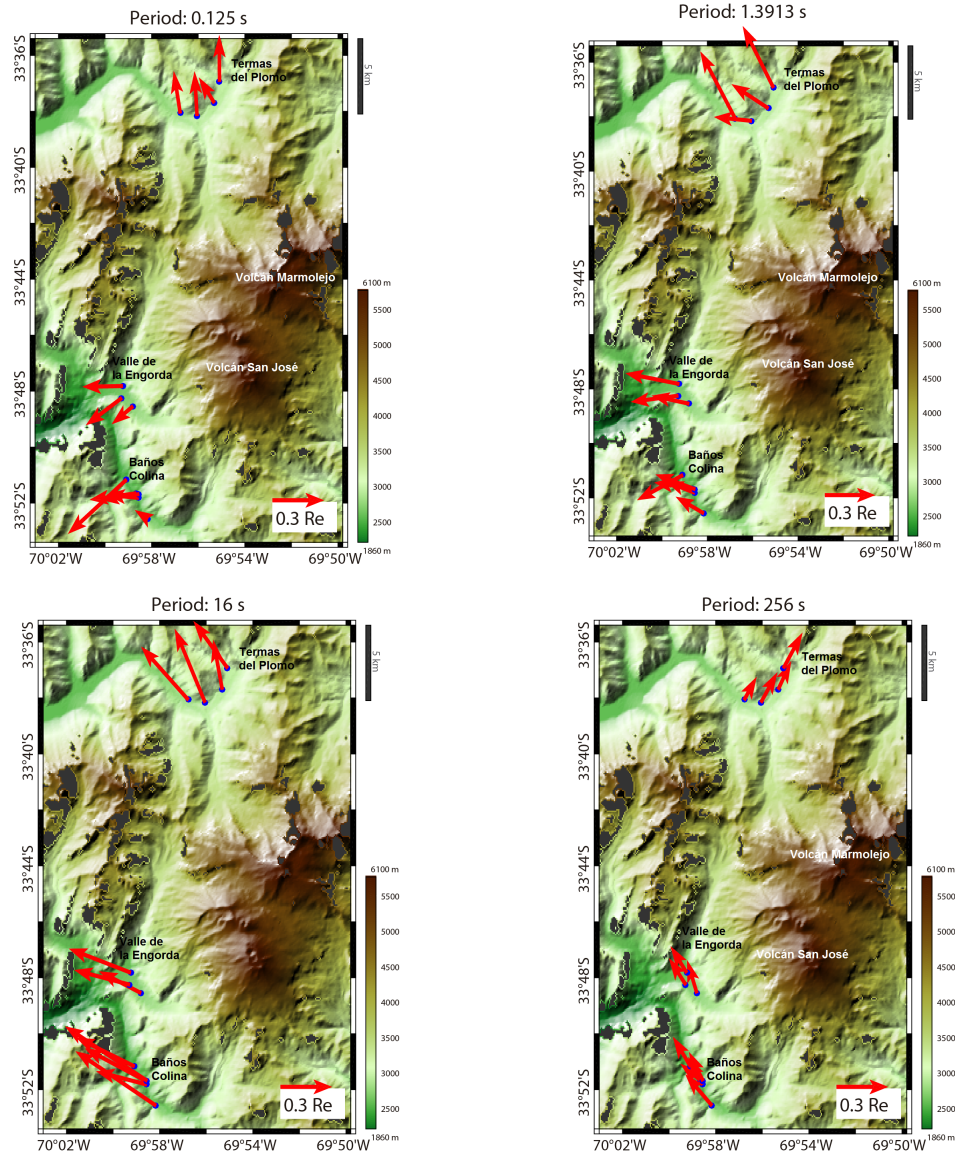 Period: 0.125 s
33°36'S
33°40'S
33°44'S
33°48'S
33°52'S
Termas
del Plomo
5 km
Volcán Marmolejo
Volcán San José
Valle de
la Engorda
Baños
Colina
0.3 Re
6100 m
5500
5000
4500
4000
3500
3000
2500
1860 m
70°02'W
69°58'W
69°54'W
69°50'W
Period: 1.3913 s
33°36'S
33°40'S
33°44'S
33°48'S
33°52'S
Termas
del Plomo
5 km
Volcán Marmolejo
Volcán San José
Valle de
la Engorda
Baños
Colina
0.3 Re
6100 m
5500
5000
4500
4000
3500
3000
2500
1860 m
70°02'W
69°58'W
69°54'W
69°50'W
Period: 16 s
33°36'S
33°40'S
33°44'S
33°48'S
33°52'S
Termas
del Plomo
5 km
Valle de
la Engorda
Baños
Colina
0.3 Re
6100 m
5500
5000
4500
4000
3500
3000
2500
1860 m
70°02'W
69°58'W
69°54'W
69°50'W
Period: 256 s
33°36'S
33°40'S
33°44'S
33°48'S
33°52'S
Termas
del Plomo
5 km
Volcán Marmolejo
Volcán San José
Valle de
la Engorda
Baños
Colina
0.3 Re
6100 m
5500
5000
4500
4000
3500
3000
2500
1860 m
70°02'W
69°58'W
69°54'W
69°50'W